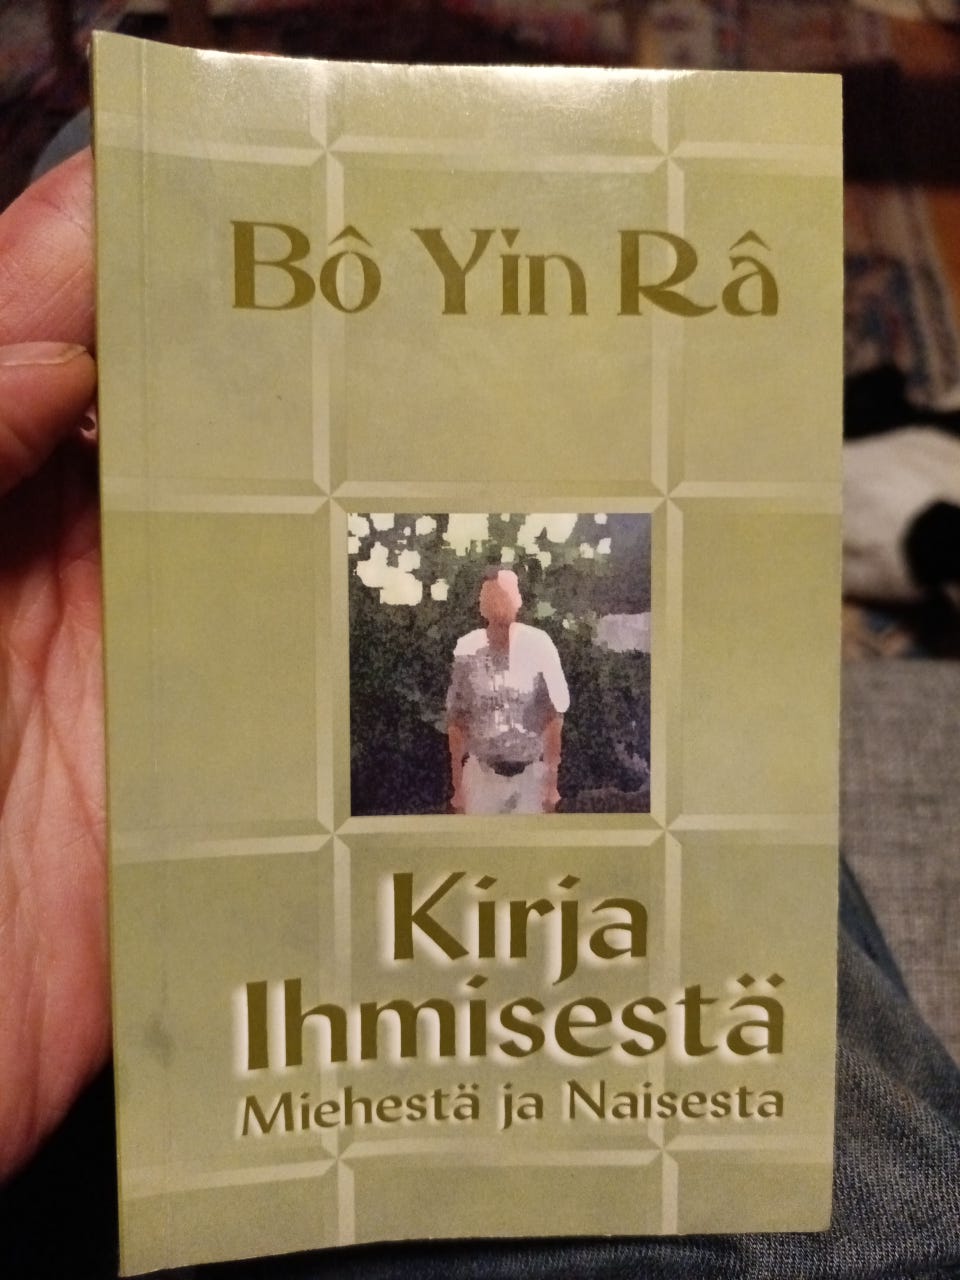 Bô Yin Râ
Kirja
Ihmisestä
Miehestä ja Naisesta